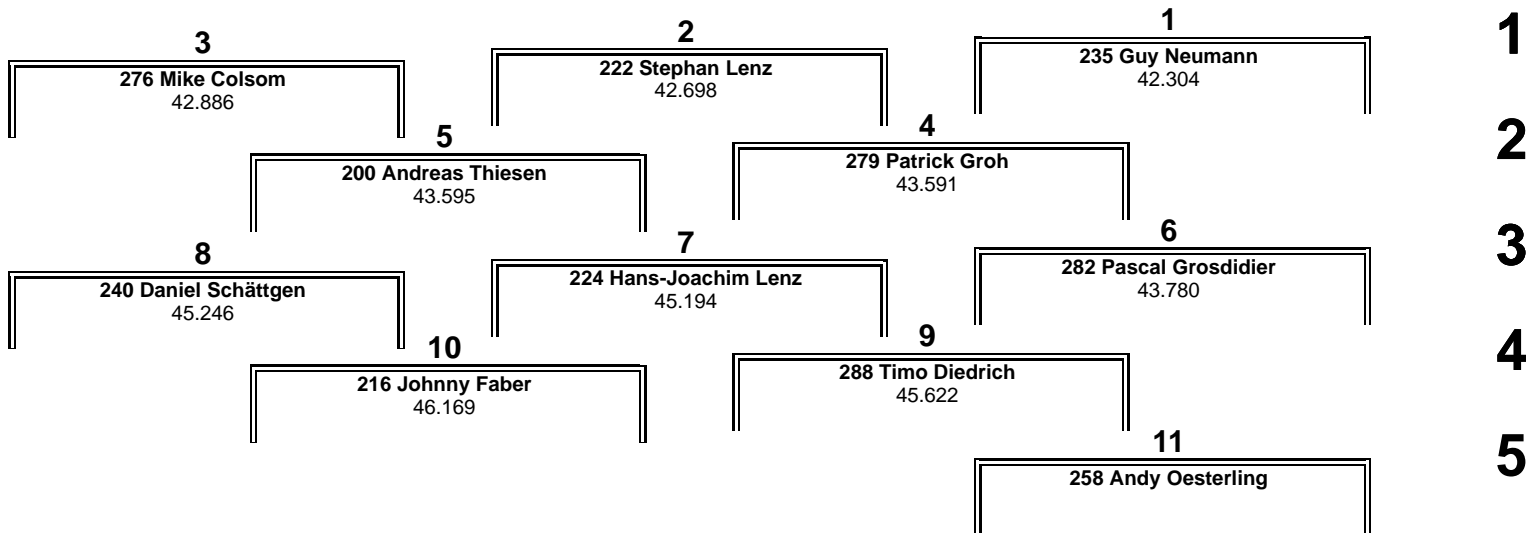 1
1
235 Guy Neumann
42.304
2
222 Stephan Lenz
42.698
3
276 Mike Colsom
42.886
2
4
279 Patrick Groh
43.591
5
200 Andreas Thiesen
43.595
3
6
282 Pascal Grosdidier
43.780
7
224 Hans-Joachim Lenz
45.194
8
240 Daniel Schättgen
45.246
4
9
288 Timo Diedrich
45.622
10
216 Johnny Faber
46.169
5
11
258 Andy Oesterling